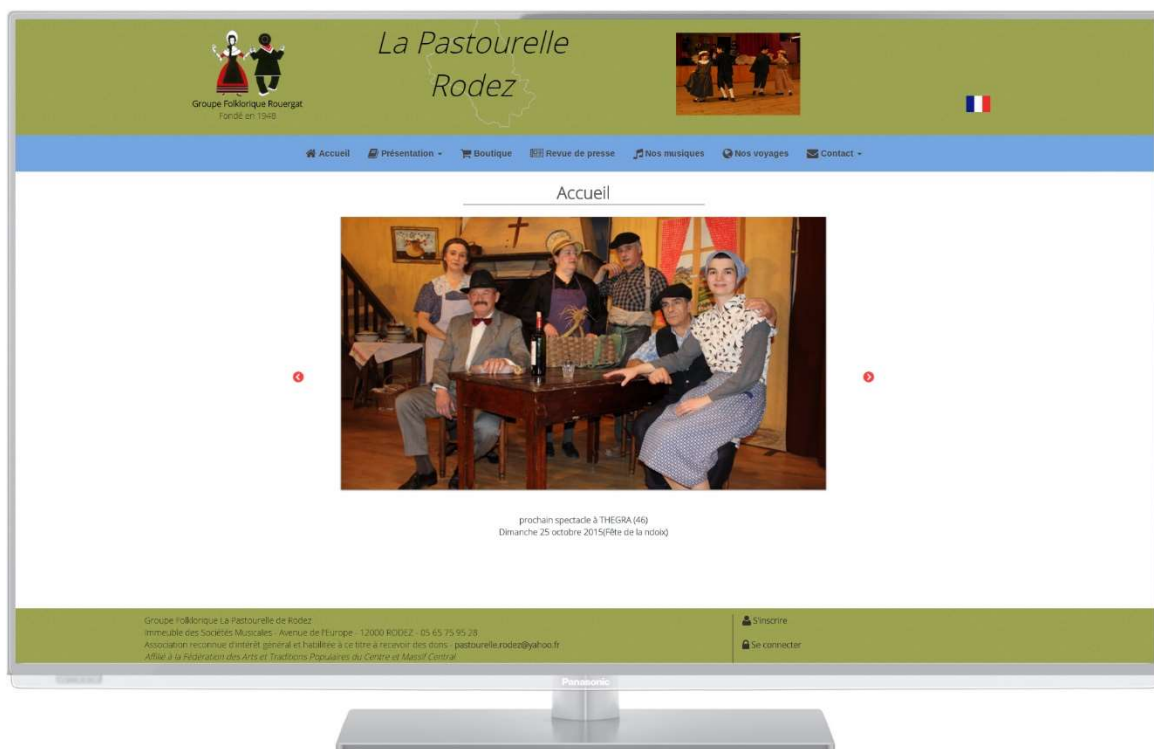 La Pastourelle
Rodez
Groupe Folklorique Rouergat
Fondé en 1948
Accueil Présentation Boutique Revue de presse Nos musiques Nos voyages Contact
Accueil
prochain spectacle à THEGRA (46)
Dimanche 25 octobre 2015(Fête de la ndoix)
Groupe Folklorique La Pastourelle de Rodez
Immeuble des Sociétés Musicales - Avenue de l'Europe - 12000 RODEZ - 05 65 75 95 28
Association reconnue d'intérêt général et habilitée à ce titre à recevoir des dons - pastourelle.rodez@yahoo.fr
Affilié à la Fédération des Arts et Traditions Populaires du Centre et Massif Central
S'inscrire
Se connecter
Panasonic